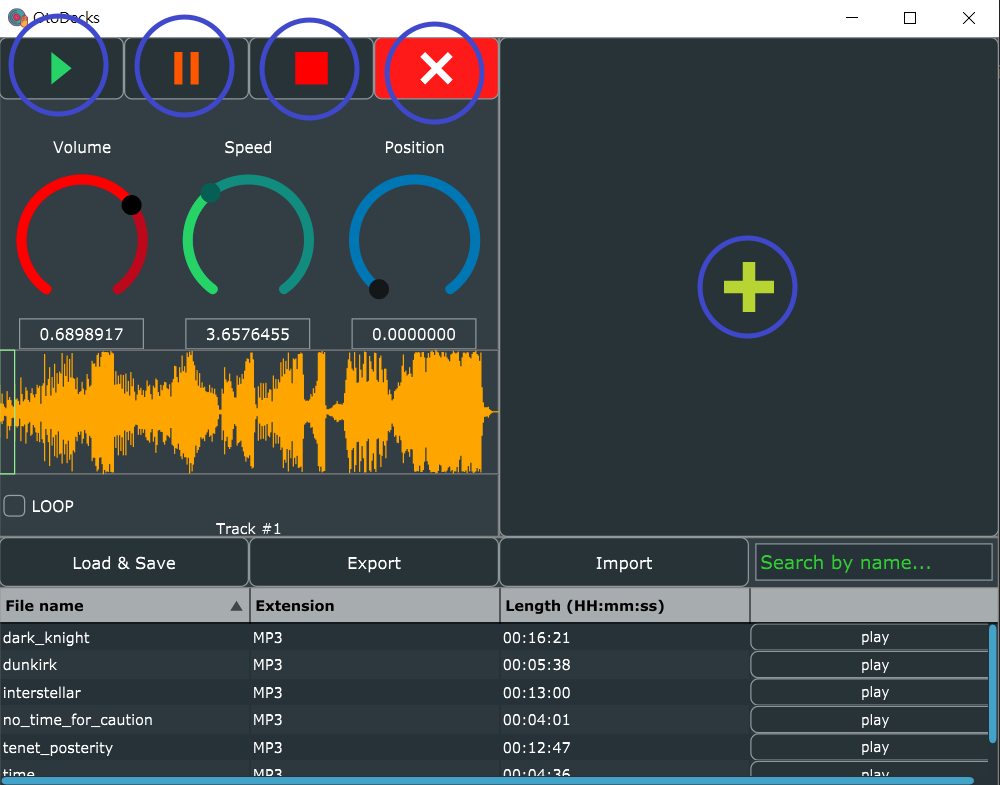 OtoDecks
Volume Speed Position
0.6898917 3.6576455 0.0000000
LOOP
Track #1
Load & Save Export Import Search by name...
File name Extension Length (HH:mm:ss)
dark_knight MP3 00:16:21 play
dunkirk MP3 00:05:38 play
interstellar MP3 00:13:00 play
no_time_for_caution MP3 00:04:01 play
tenet_posterity MP3 00:12:47 play
time MP3 00:04:36 play